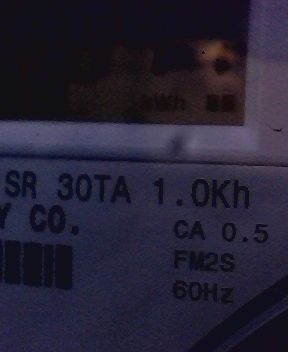 kWh
SR 30TA 1.0Kh
Y CO.
CA 0.5
FM2S
60Hz